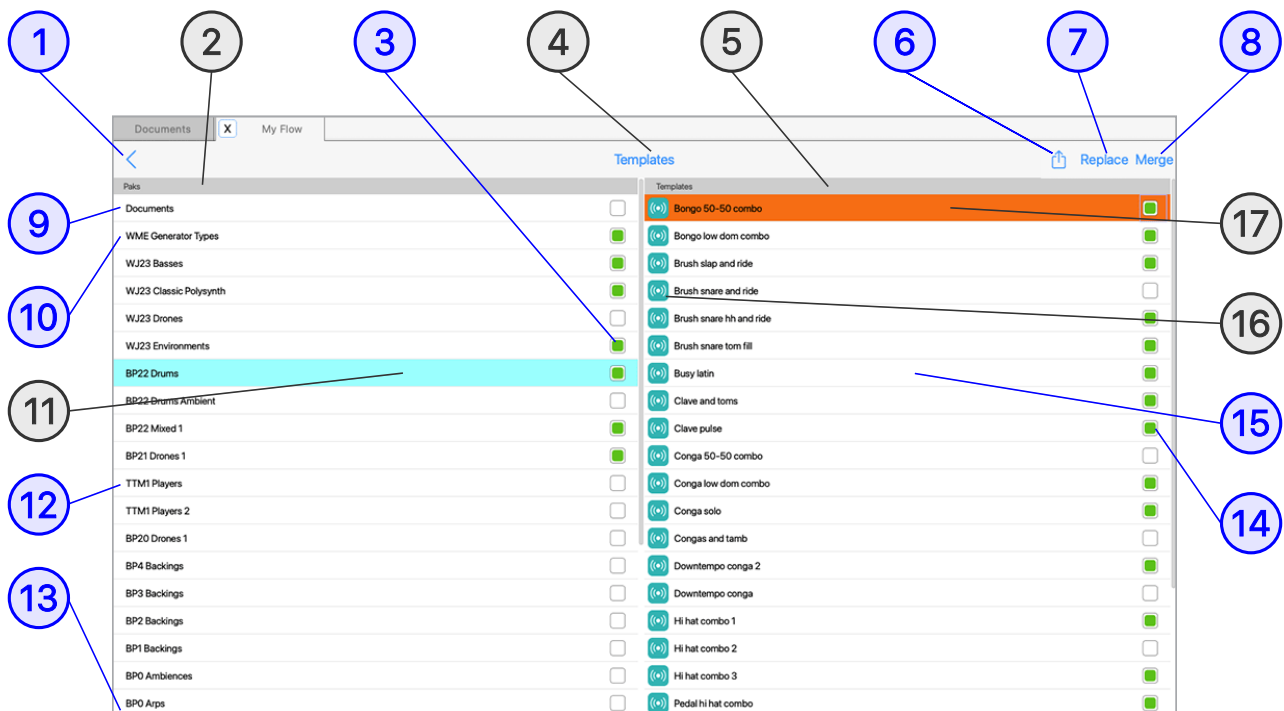 1 2 3 4 5 6 7 8
Documents X My Flow
Templates Replace Merge
Paks Templates
Documents Bongo 50-50 combo
9 17
WME Generator Types Bongo low dom combo
WJ23 Basses Brush slap and ride
WJ23 Classic Polysynth Brush snare and ride
10 16
WJ23 Drones Brush snare hh and ride
WJ23 Environments Brush snare tom fill
BP22 Drums Busy latin
BP22 Drums Ambient Clave and toms
11 15
BP22 Mixed 1 Clave pulse
BP21 Drones 1 Conga 50-50 combo
TTM1 Players Conga low dom combo
12 14
TTM1 Players 2 Conga solo
BP20 Drones 1 Congas and tamb
BP4 Backings Downtempo conga 2
BP3 Backings Downtempo conga
13
BP2 Backings Hi hat combo 1
BP1 Backings Hi hat combo 2
BP0 Ambiences Hi hat combo 3
BP0 Arps Pedal hi hat combo